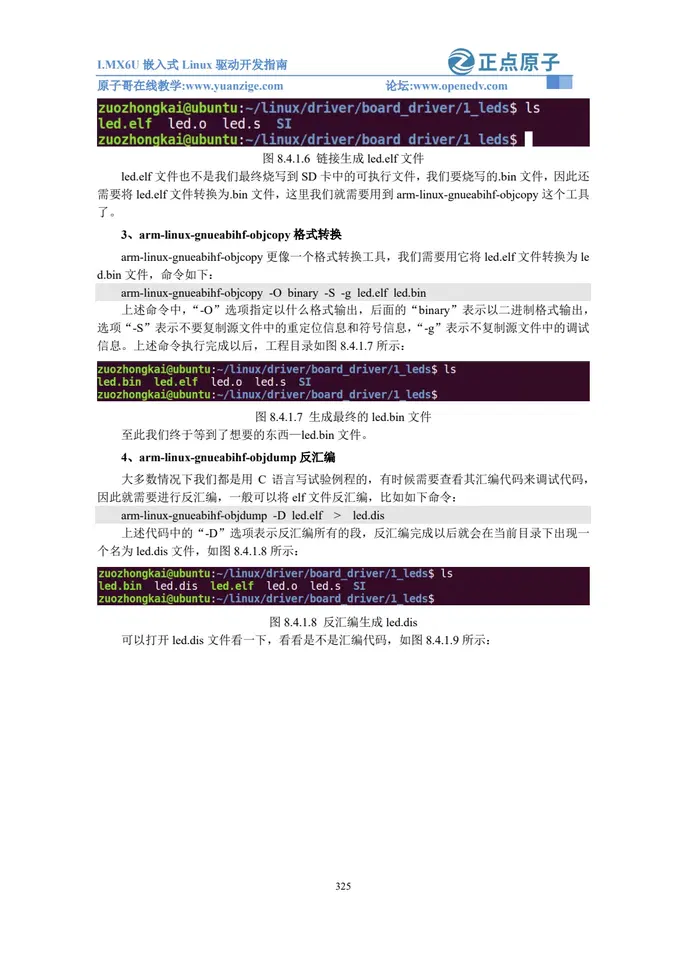 I.MX6U 嵌入式 Linux 驱动开发指南
正点原子
原子哥在线教学:www.yuanzige.com 论坛:www.openedv.com
zuozhongkai@ubuntu:~/linux/driver/board_driver/1_leds$ ls
led.elf led.o led.s SI
zuozhongkai@ubuntu:~/linux/driver/board_driver/1_leds$
图 8.4.1.6 链接生成 led.elf 文件
led.elf 文件也不是我们最终烧写到 SD 卡中的可执行文件，我们要烧写的.bin 文件，因此还
需要将 led.elf 文件转换为.bin 文件，这里我们就需要用到 arm-linux-gnueabihf-objcopy 这个工具
了。
3、arm-linux-gnueabihf-objcopy 格式转换
arm-linux-gnueabihf-objcopy 更像一个格式转换工具，我们需要用它将 led.elf 文件转换为 le
d.bin 文件，命令如下：
arm-linux-gnueabihf-objcopy -O binary -S -g led.elf led.bin
上述命令中，“-O”选项指定以什么格式输出，后面的“binary”表示以二进制格式输出，
选项“-S”表示不要复制源文件中的重定位信息和符号信息，“-g”表示不复制源文件中的调试
信息。上述命令执行完成以后，工程目录如图 8.4.1.7 所示：
zuozhongkai@ubuntu:~/linux/driver/board_driver/1_leds$ ls
led.bin led.elf led.o led.s SI
zuozhongkai@ubuntu:~/linux/driver/board_driver/1_leds$
图 8.4.1.7 生成最终的 led.bin 文件
至此我们终于等到了想要的东西—led.bin 文件。
4、arm-linux-gnueabihf-objdump 反汇编
大多数情况下我们都是用 C 语言写试验例程的，有时候需要查看其汇编代码来调试代码，
因此就需要进行反汇编，一般可以将 elf 文件反汇编，比如如下命令：
arm-linux-gnueabihf-objdump -D led.elf > led.dis
上述代码中的“-D”选项表示反汇编所有的段，反汇编完成以后就会在当前目录下出现一
个名为 led.dis 文件，如图 8.4.1.8 所示：
zuozhongkai@ubuntu:~/linux/driver/board_driver/1_leds$ ls
led.bin led.dis led.elf led.o led.s SI
zuozhongkai@ubuntu:~/linux/driver/board_driver/1_leds$
图 8.4.1.8 反汇编生成 led.dis
可以打开 led.dis 文件看一下，看看是不是汇编代码，如图 8.4.1.9 所示：
325